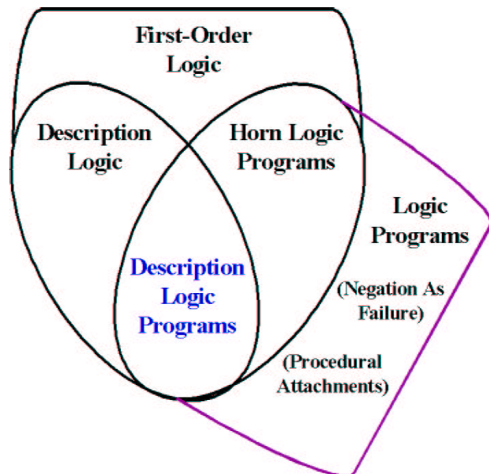 First-Order
Logic
Description
Logic
Horn Logic
Programs
Logic
Programs
Description
Logic
Programs
(Negation As
Failure)
(Procedural
Attachments)